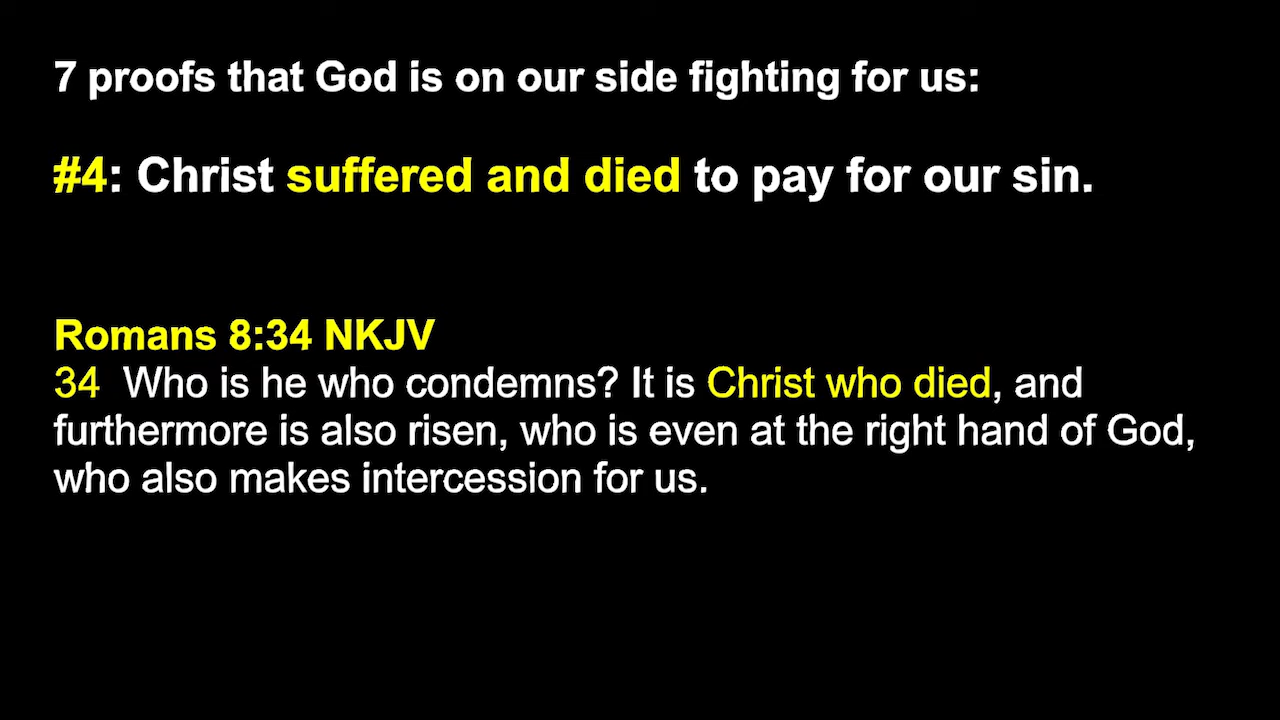 7 proofs that God is on our side fighting for us:
#4: Christ suffered and died to pay for our sin.
Romans 8:34 NKJV
34 Who is he who condemns? It is Christ who died, and
furthermore is also risen, who is even at the right hand of God,
who also makes intercession for us.